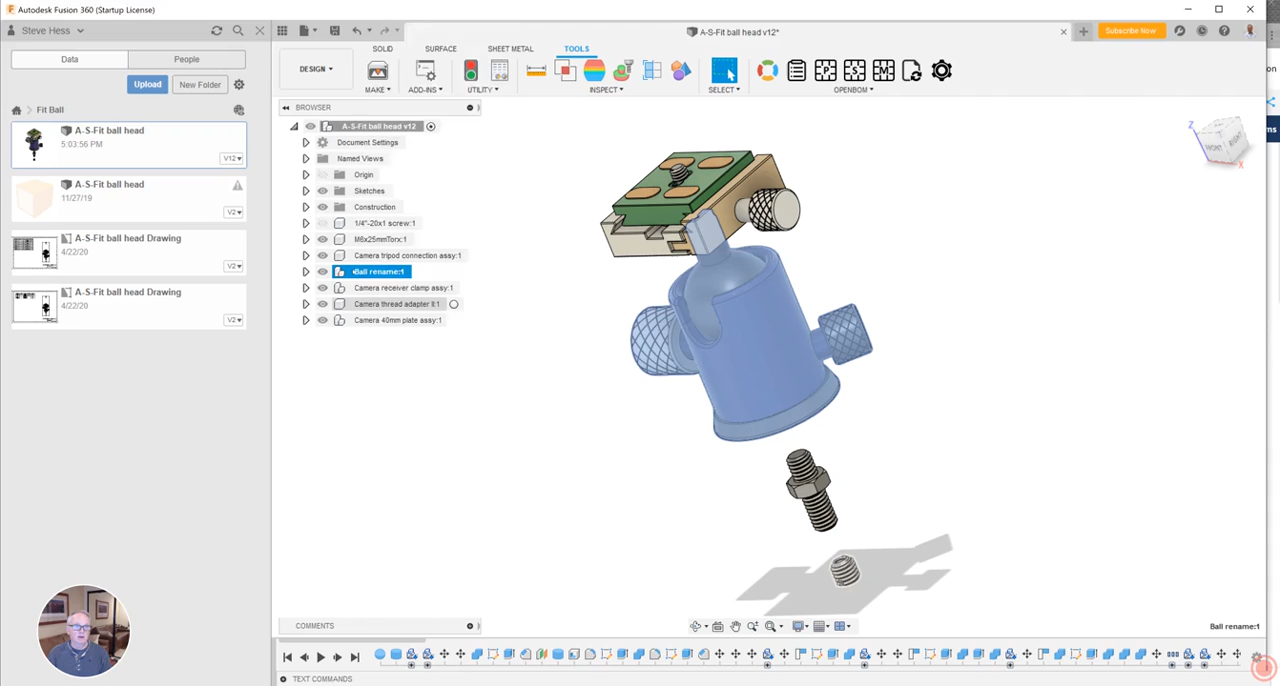 Autodesk Fusion 360 (Startup License)
Steve Hess
A-S-Fit ball head v12*
Subscribe Now
Data
People
Upload
New Folder
Fit Ball
A-S-Fit ball head
5:03:56 PM
V12
A-S-Fit ball head
11/27/19
V2
A-S-Fit ball head Drawing
4/22/20
V2
A-S-Fit ball head Drawing
4/22/20
V2
SOLID
SURFACE
SHEET METAL
TOOLS
DESIGN
MAKE
ADD-INS
UTILITY
INSPECT
SELECT
OPENBOM
BROWSER
A-S-Fit ball head v12
Document Settings
Named Views
Origin
Sketches
Construction
1/4"-20x1 screw:1
M6x25mmTorx:1
Camera tripod connection assy:1
Ball rename:1
Camera receiver clamp assy:1
Camera thread adapter II:1
Camera 40mm plate assy:1
Z
FRONT
RIGHT
X
COMMENTS
Ball rename:1
TEXT COMMANDS